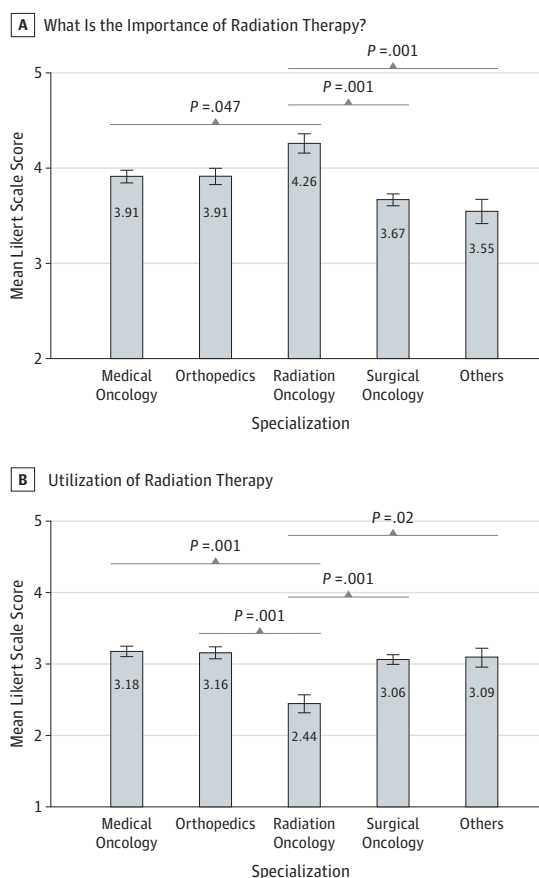 A What Is the Importance of Radiation Therapy?
P =.001
P =.001
P =.047
5
4
3
2
Mean Likert Scale Score
3.91
3.91
4.26
3.67
3.55
Medical
Oncology
Orthopedics
Radiation
Oncology
Surgical
Oncology
Others
Specialization
B Utilization of Radiation Therapy
P =.02
P =.001
P =.001
P =.001
5
4
3
2
1
Mean Likert Scale Score
3.18
3.16
2.44
3.06
3.09
Medical
Oncology
Orthopedics
Radiation
Oncology
Surgical
Oncology
Others
Specialization